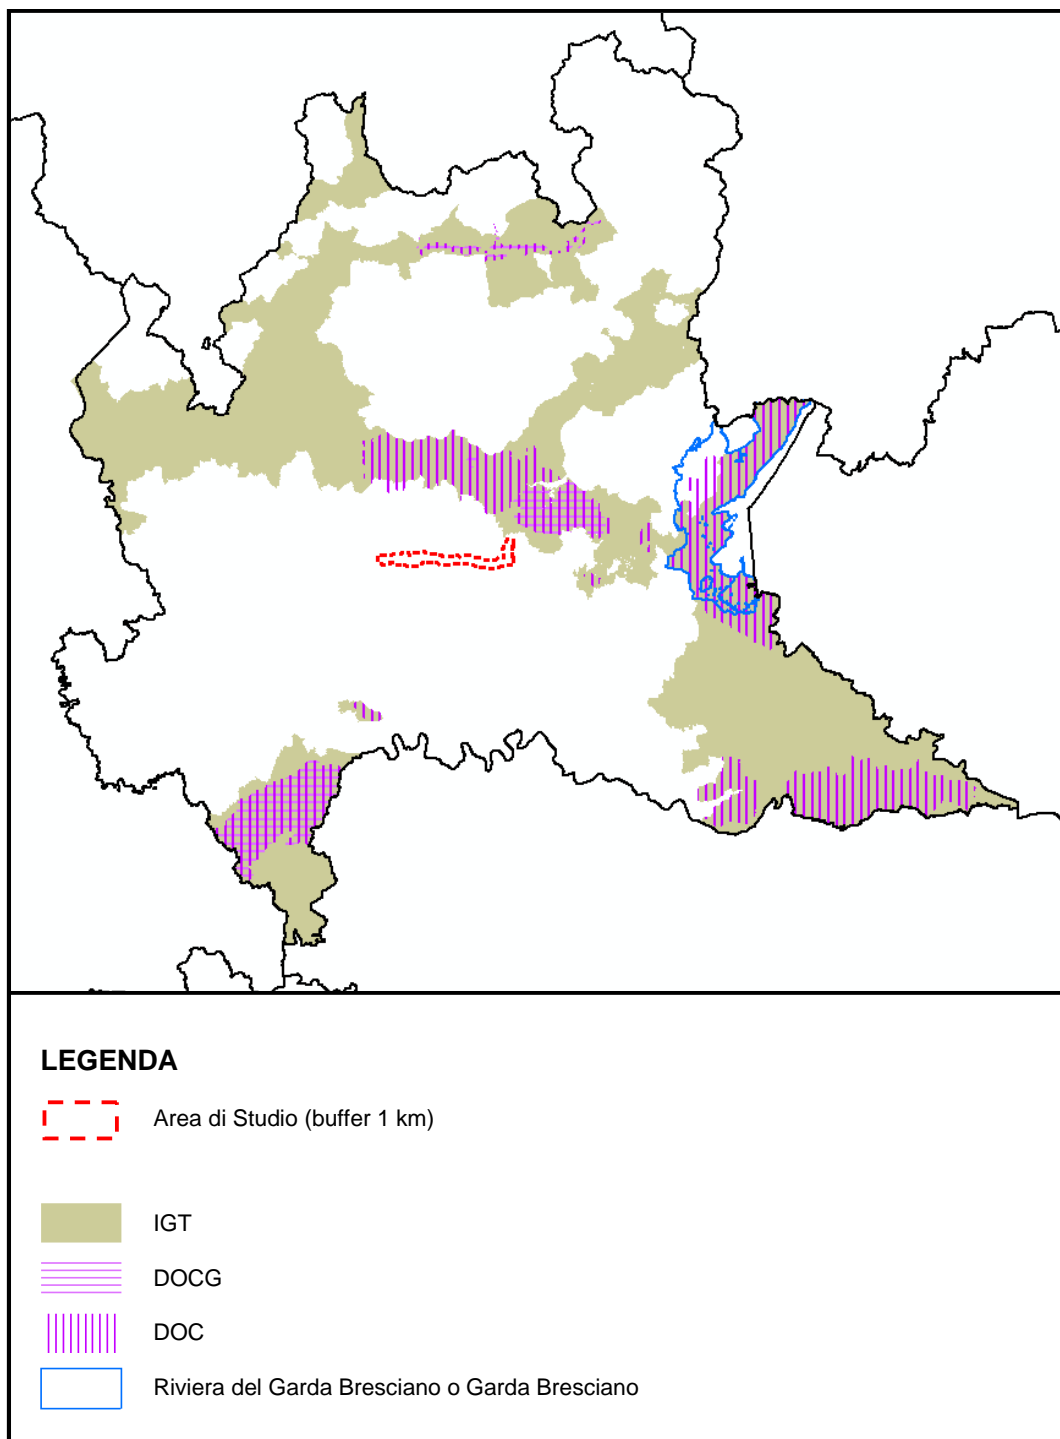 LEGENDA
Area di Studio (buffer 1 km)
IGT
DOCG
DOC
Riviera del Garda Bresciano o Garda Bresciano